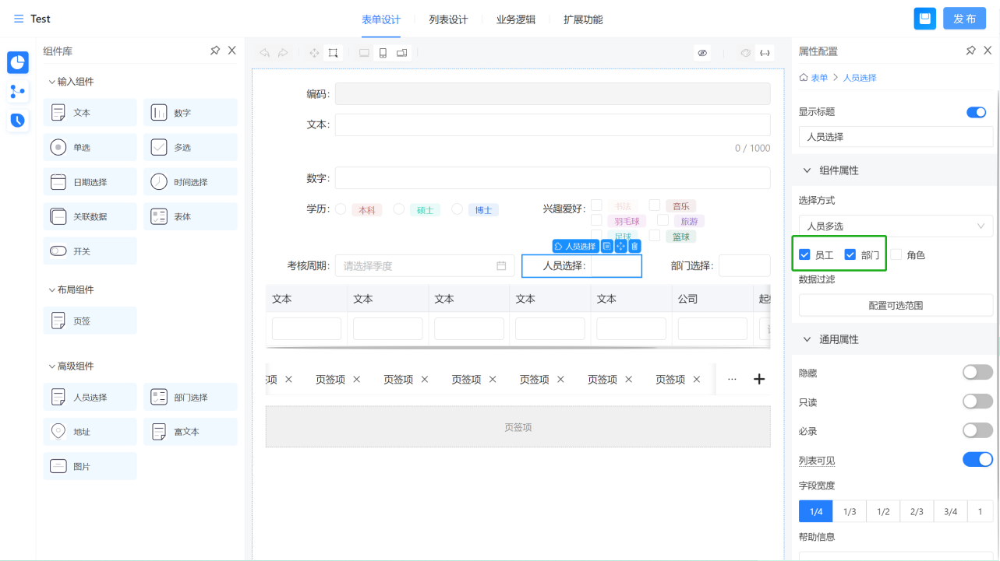 Test
表单设计
列表设计
业务逻辑
扩展功能
发 布
组件库
输入组件
文本
数字
单选
多选
日期选择
时间选择
关联数据
表体
开关
布局组件
页签
高级组件
人员选择
部门选择
地址
富文本
图片
编码:
文本:
0 / 1000
数字:
学历:
本科
硕士
博士
兴趣爱好:
书法
音乐
羽毛球
旅游
足球
篮球
人员选择
考核周期:
请选择季度
人员选择:
部门选择:
文本
文本
文本
文本
文本
公司
页签项
页签项
页签项
页签项
页签项
页签项
...
页签项
属性配置
表单 > 人员选择
显示标题
人员选择
组件属性
选择方式
人员多选
员工
部门
角色
数据过滤
配置可选范围
通用属性
隐藏
只读
必录
列表可见
字段宽度
1/4
1/3
1/2
2/3
3/4
1
帮助信息